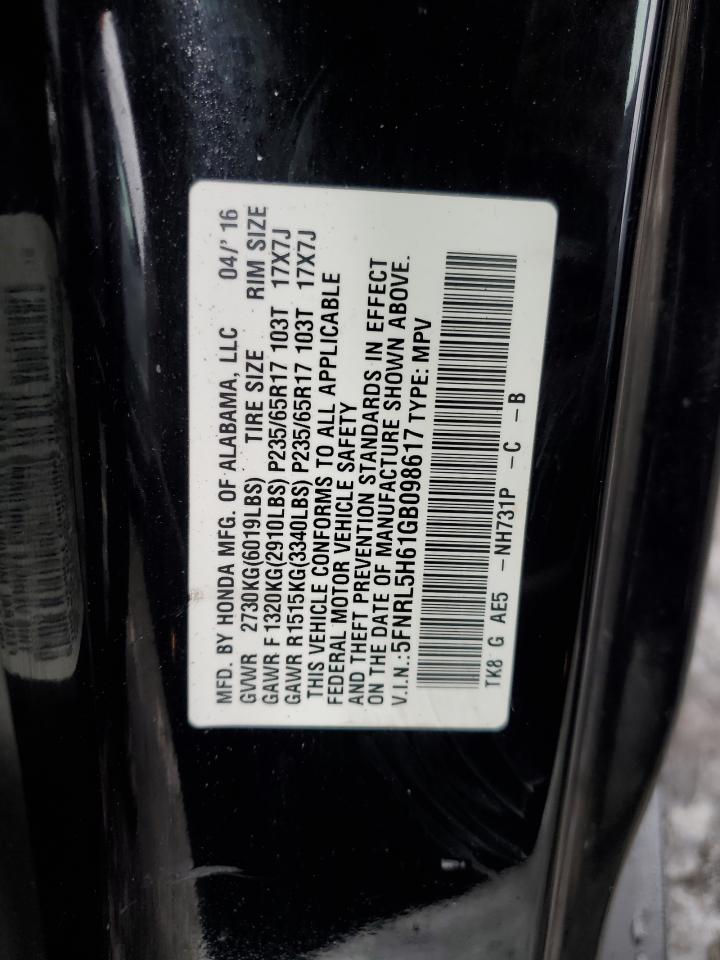 MFD. BY HONDA MFG. OF ALABAMA, LLC 04/'16
GVWR 2730KG(6019LBS) TIRE SIZE RIM SIZE
GAWR F 1320KG(2910LBS) P235/65R17 103T 17X7J
GAWR R1515KG(3340LBS) P235/65R17 103T 17X7J
THIS VEHICLE CONFORMS TO ALL APPLICABLE
FEDERAL MOTOR VEHICLE SAFETY
AND THEFT PREVENTION STANDARDS IN EFFECT
ON THE DATE OF MANUFACTURE SHOWN ABOVE.
V.I.N.:5FNRL5H61GB098617 TYPE: MPV
TK8 G AE5 -NH731P -C -B